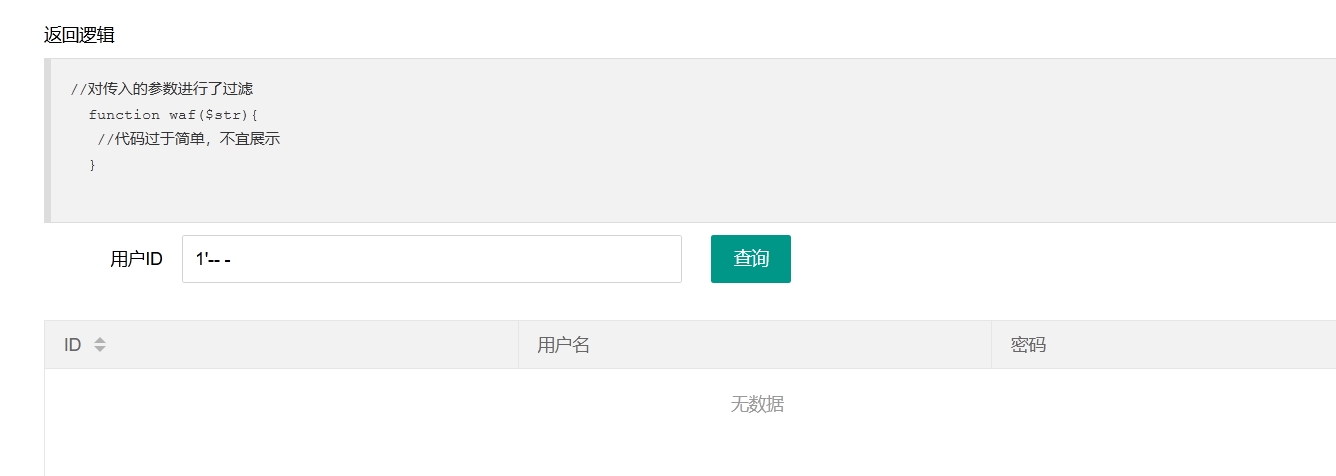 返回逻辑
//对传入的参数进行了过滤
function waf($str){
//代码过于简单，不宜展示
}
用户ID 1'-- - 查询
ID 用户名 密码
无数据